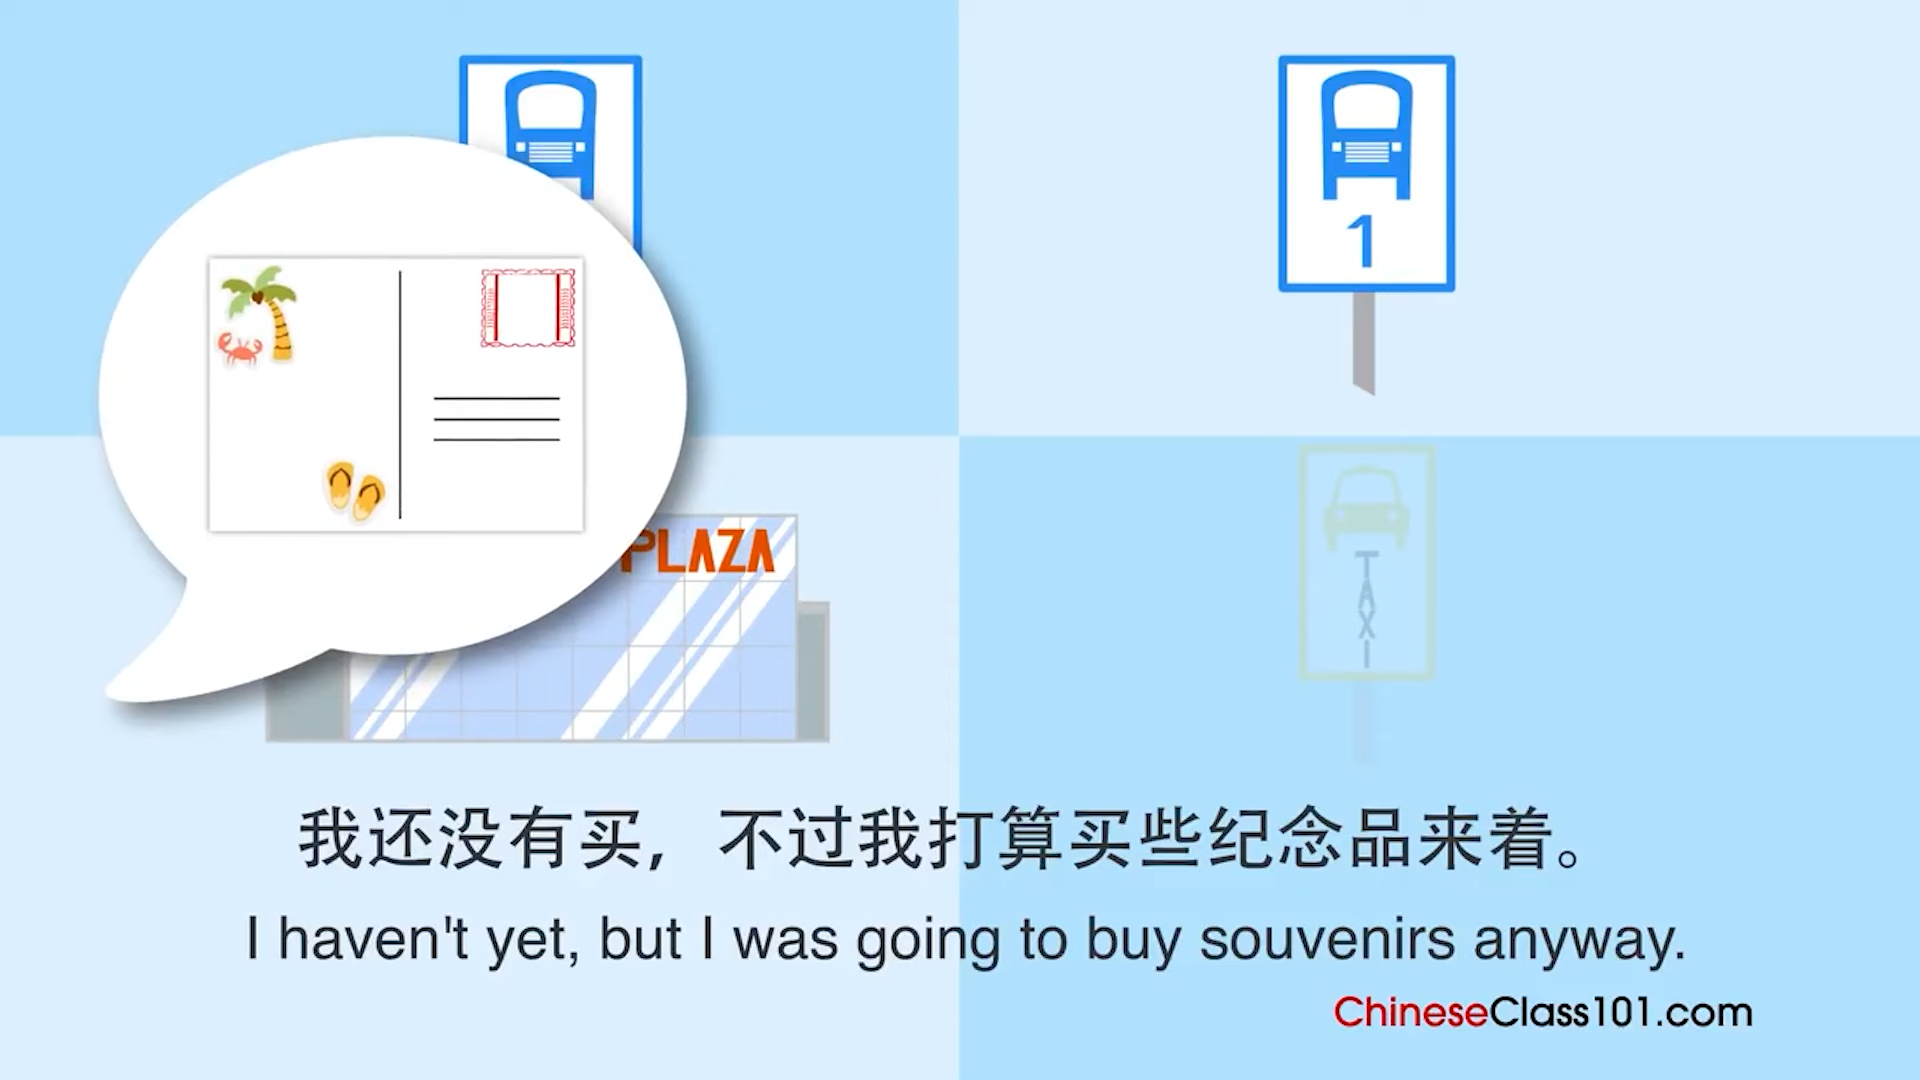 1
PLAZA
TAXI
我还没有买，不过我打算买些纪念品来着。
I haven't yet, but I was going to buy souvenirs anyway.
ChineseClass101.com